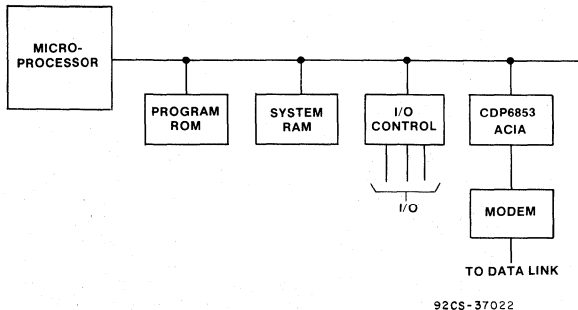 MICRO-
PROCESSOR
PROGRAM
ROM
SYSTEM
RAM
I/O
CONTROL
CDP6853
ACIA
I/O
MODEM
TO DATA LINK
92CS-37022